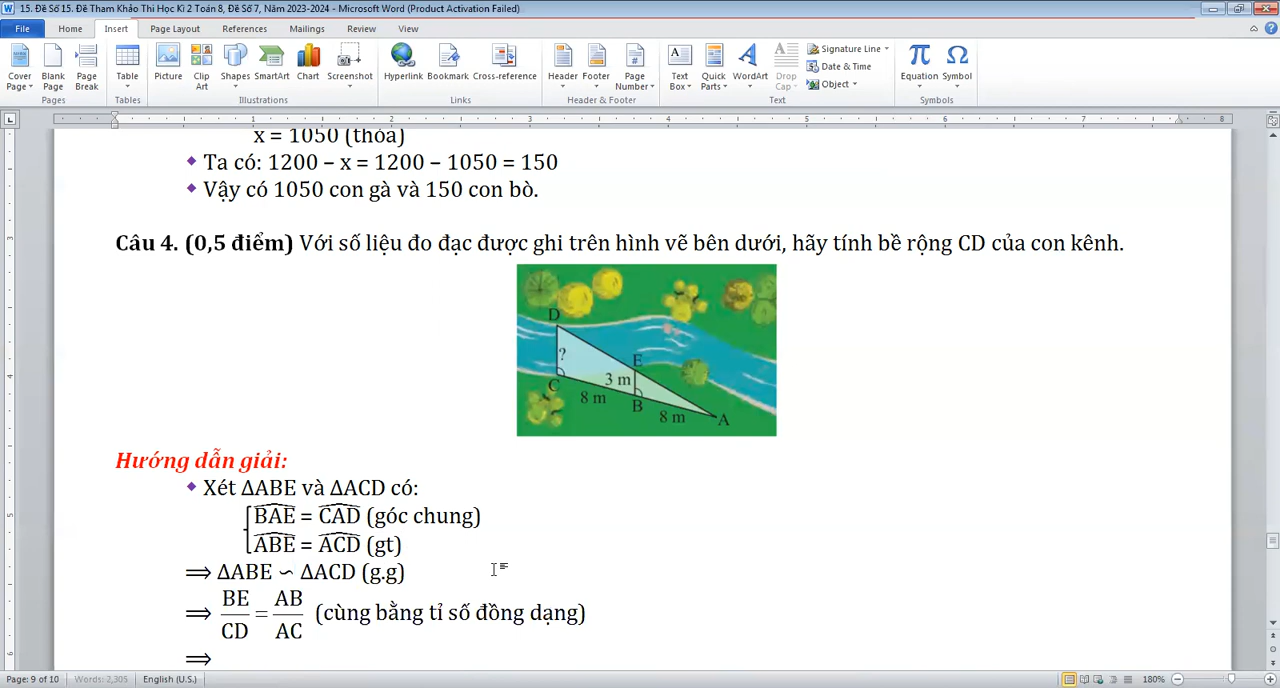 15. Đề Số 15. Đề Tham Khảo Thi Học Kì 2 Toán 8, Đề Số 7, Năm 2023-2024 - Microsoft Word (Product Activation Failed)
File Home Insert Page Layout References Mailings Review View
Cover Page Blank Page Page Break Table Picture Clip Art Shapes SmartArt Chart Screenshot Hyperlink Bookmark Cross-reference Header Footer Page Number Text Box Quick Parts WordArt Drop Cap Signature Line Date & Time Object Equation Symbol
Pages Tables Illustrations Links Header & Footer Text Symbols
1 2 3 4 5 6 7 8
x = 1050 (thỏa)
Ta có: 1200 – x = 1200 – 1050 = 150
Vậy có 1050 con gà và 150 con bò.
Câu 4. (0,5 điểm) Với số liệu đo đạc được ghi trên hình vẽ bên dưới, hãy tính bề rộng CD của con kênh.
D
?
E
3 m
C
8 m
B
8 m
A
Hướng dẫn giải:
Xét ΔABE và ΔACD có:
BAE = CAD (góc chung)
ABE = ACD (gt)
⟹ ΔABE ∽ ΔACD (g.g)
⟹ BE/CD = AB/AC (cùng bằng tỉ số đồng dạng)
⟹
Page: 9 of 10 Words: 2,305 English (U.S.) 180%